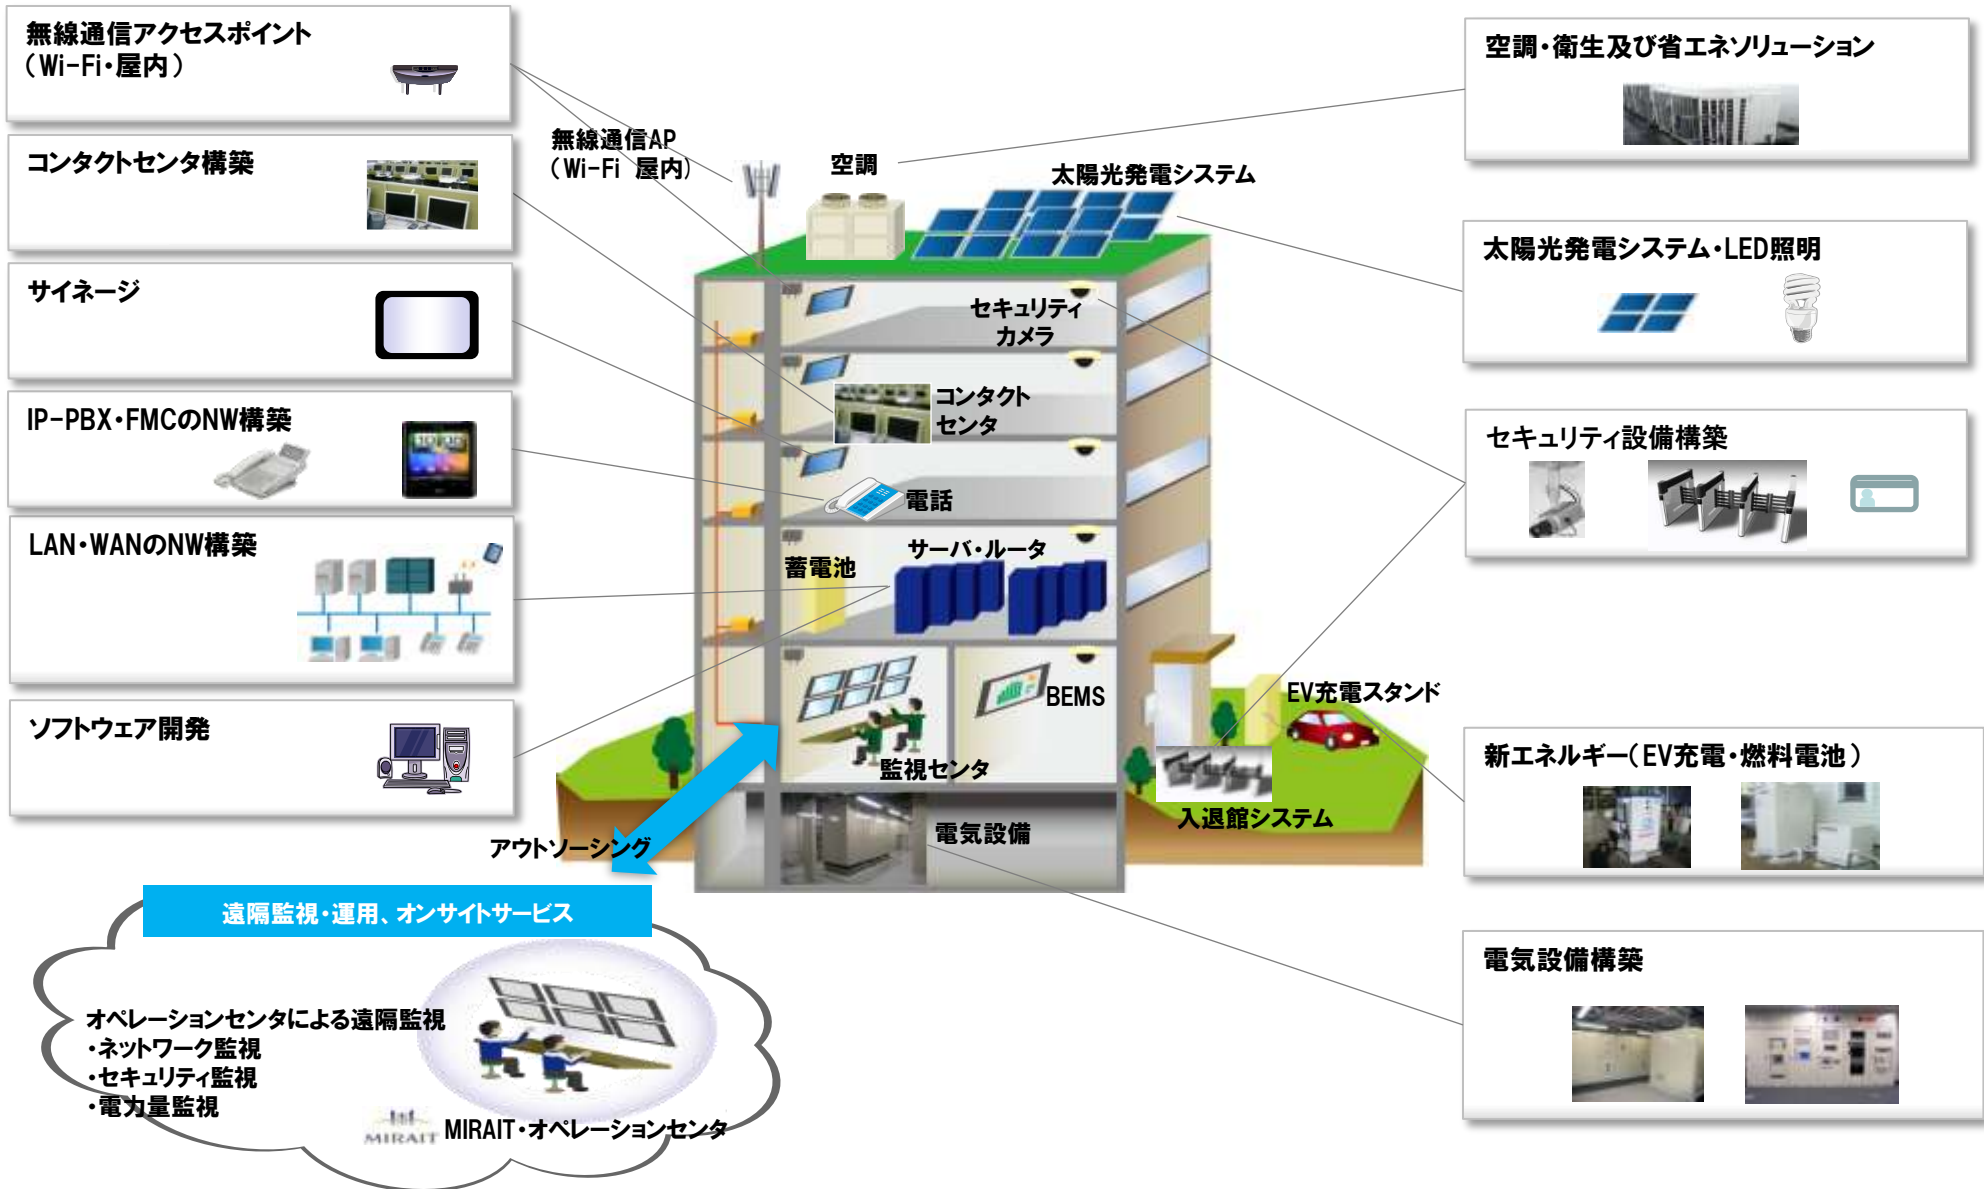 無線通信アクセスポイント
（Wi-Fi・屋内）
コンタクトセンタ構築
サイネージ
IP-PBX・FMCのNW構築
LAN・WANのNW構築
ソフトウェア開発
無線通信AP
（Wi-Fi 屋内）
空調
太陽光発電システム
セキュリティ
カメラ
コンタクト
センタ
電話
サーバ・ルータ
蓄電池
BEMS
監視センタ
EV充電スタンド
入退館システム
電気設備
アウトソーシング
空調・衛生及び省エネソリューション
太陽光発電システム・LED照明
セキュリティ設備構築
新エネルギー（EV充電・燃料電池）
電気設備構築
遠隔監視・運用、オンサイトサービス
オペレーションセンタによる遠隔監視
・ネットワーク監視
・セキュリティ監視
・電力量監視
MIRAIT MIRAIT・オペレーションセンタ